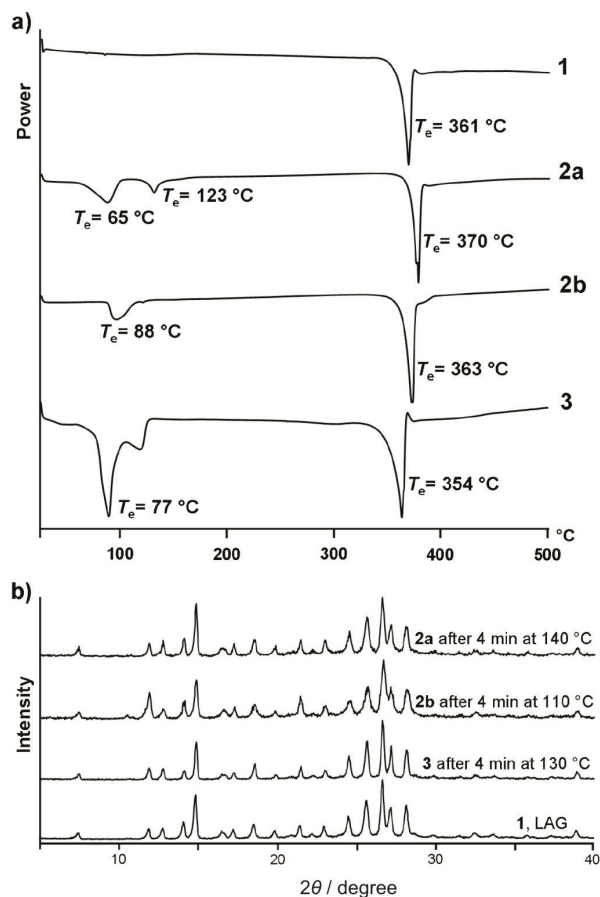 a)
Power
1
Te= 361 °C
2a
Te= 65 °C
Te= 123 °C
370 °C
Te= 370 °C
2b
Te= 88 °C
Te= 363 °C
3
Te= 77 °C
Te= 354 °C
°C
100 200 300 400 500
b)
Intensity
2a after 4 min at 140 °C
2b after 4 min at 110 °C
3 after 4 min at 130 °C
1, LAG
10 20 30 40
2θ / degree